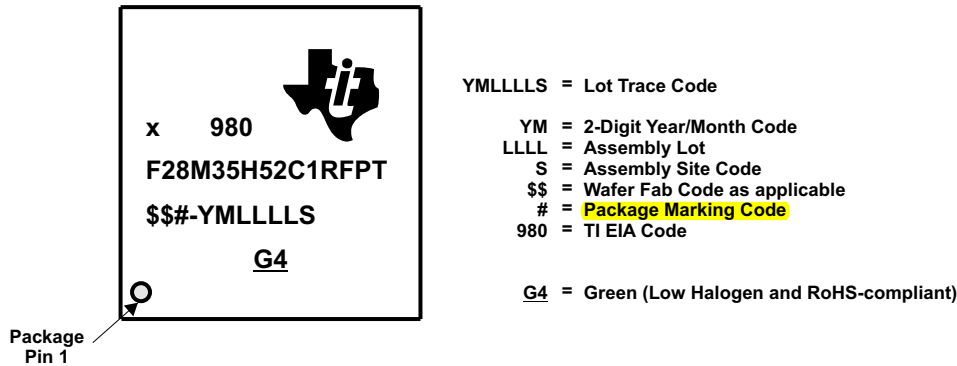 x 980
F28M35H52C1RFPT
$$#-YMLLLLS
G4
Package
Pin 1
YMLLLLS = Lot Trace Code
YM = 2-Digit Year/Month Code
LLLL = Assembly Lot
S = Assembly Site Code
$$ = Wafer Fab Code as applicable
# = Package Marking Code
980 = TI EIA Code
G4 = Green (Low Halogen and RoHS-compliant)